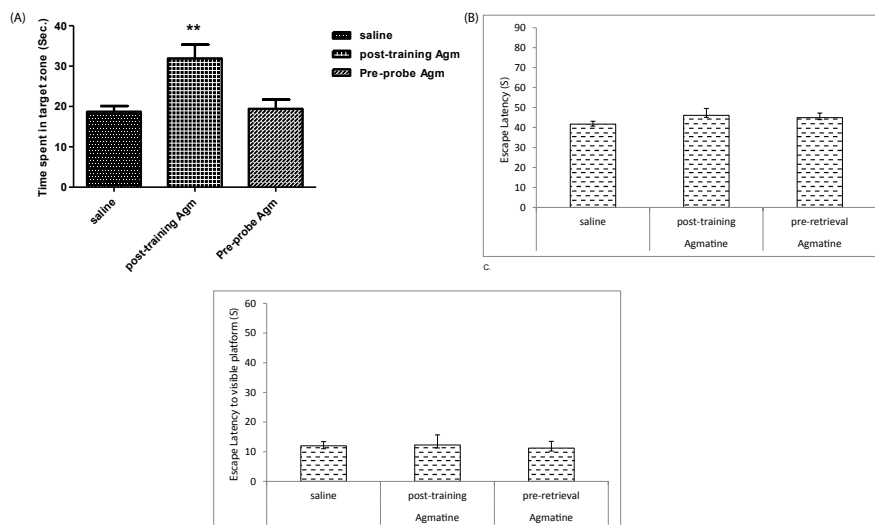 (A)
Time spent in target zone (Sec.)
40
30
20
10
0
**
saline
post-training Agm
Pre-probe Agm
saline
post-training Agm
Pre-probe Agm
(B)
Escape Latency (S)
90
80
70
60
50
40
30
20
10
0
saline
post-training
pre-retrieval
Agmatine
Agmatine
C.
Escape Latency to visible platform (S)
60
50
40
30
20
10
0
saline
post-training
pre-retrieval
Agmatine
Agmatine